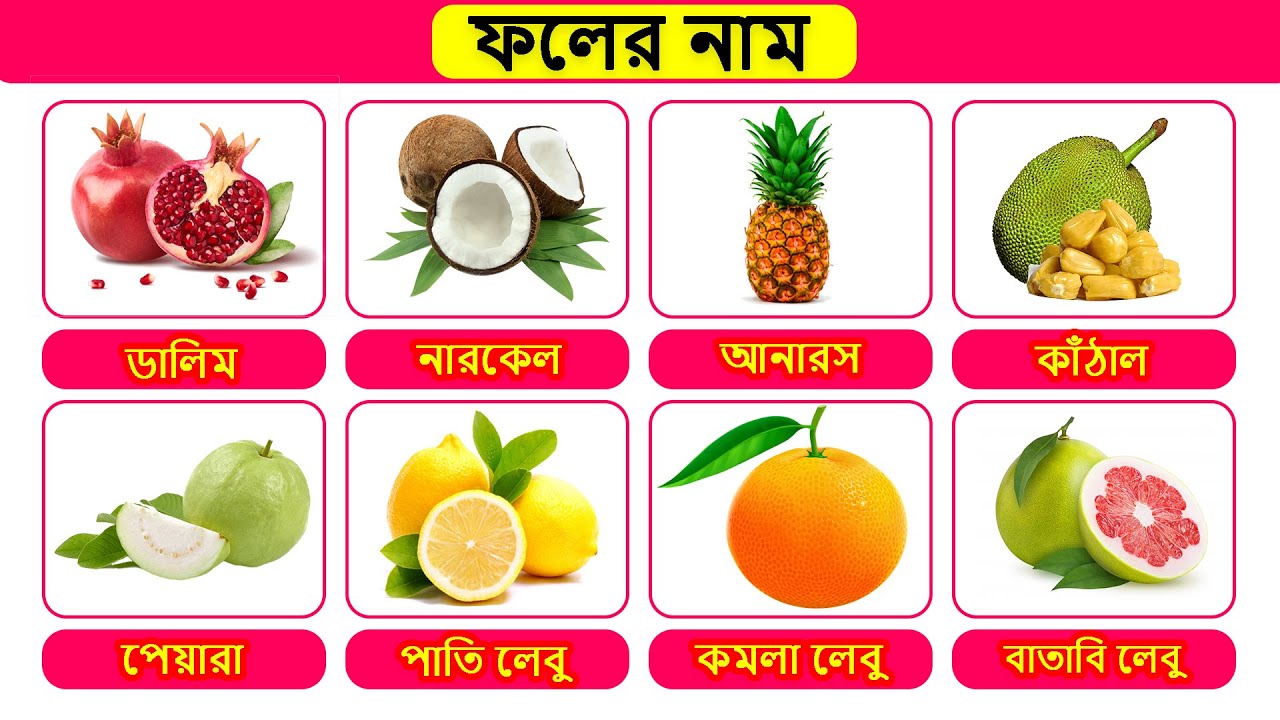 ফলের নাম
ডালিম
নারকেল
আনারস
কাঁঠাল
পেয়ারা
পাতি লেবু
কমলা লেবু
বাতাবি লেবু